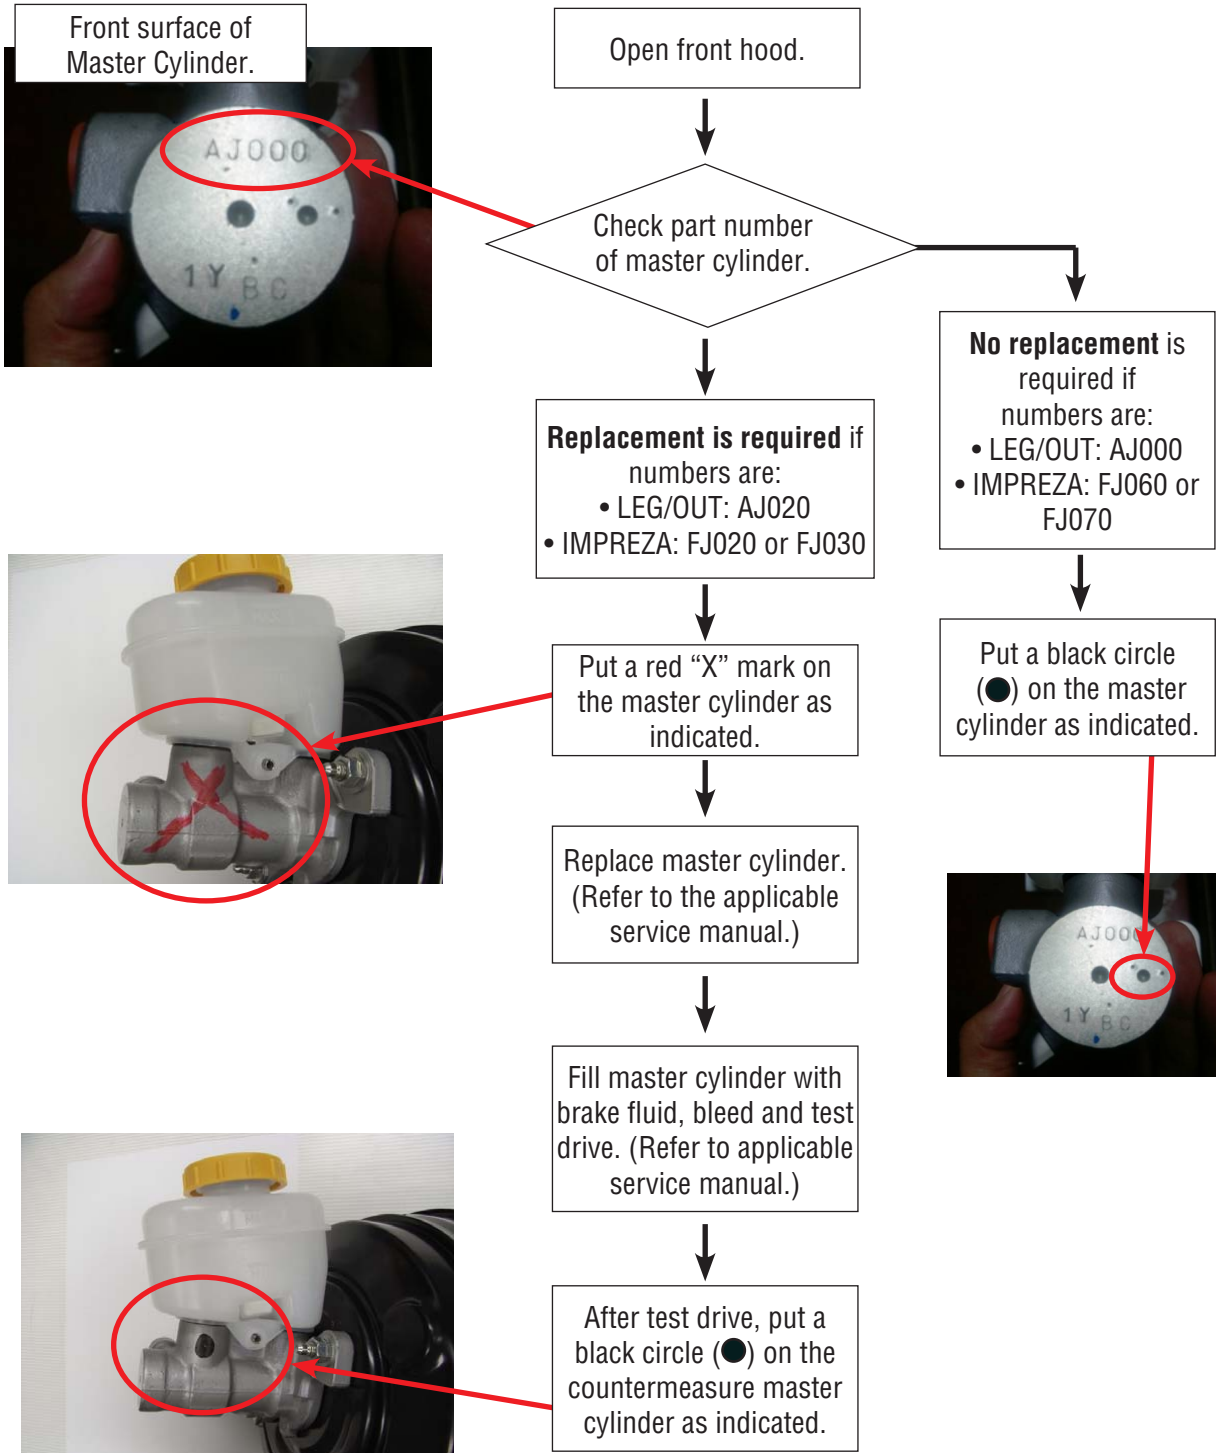 Front surface of
Master Cylinder.
AJ000
1Y BC
Open front hood.
Check part number
of master cylinder.
Replacement is required if
numbers are:
• LEG/OUT: AJ020
• IMPREZA: FJ020 or FJ030
No replacement is
required if
numbers are:
• LEG/OUT: AJ000
• IMPREZA: FJ060 or
FJ070
Put a red “X” mark on
the master cylinder as
indicated.
Put a black circle
(●) on the master
cylinder as indicated.
AJ000
1Y BC
Replace master cylinder.
(Refer to the applicable
service manual.)
Fill master cylinder with
brake fluid, bleed and test
drive. (Refer to applicable
service manual.)
After test drive, put a
black circle (●) on the
countermeasure master
cylinder as indicated.